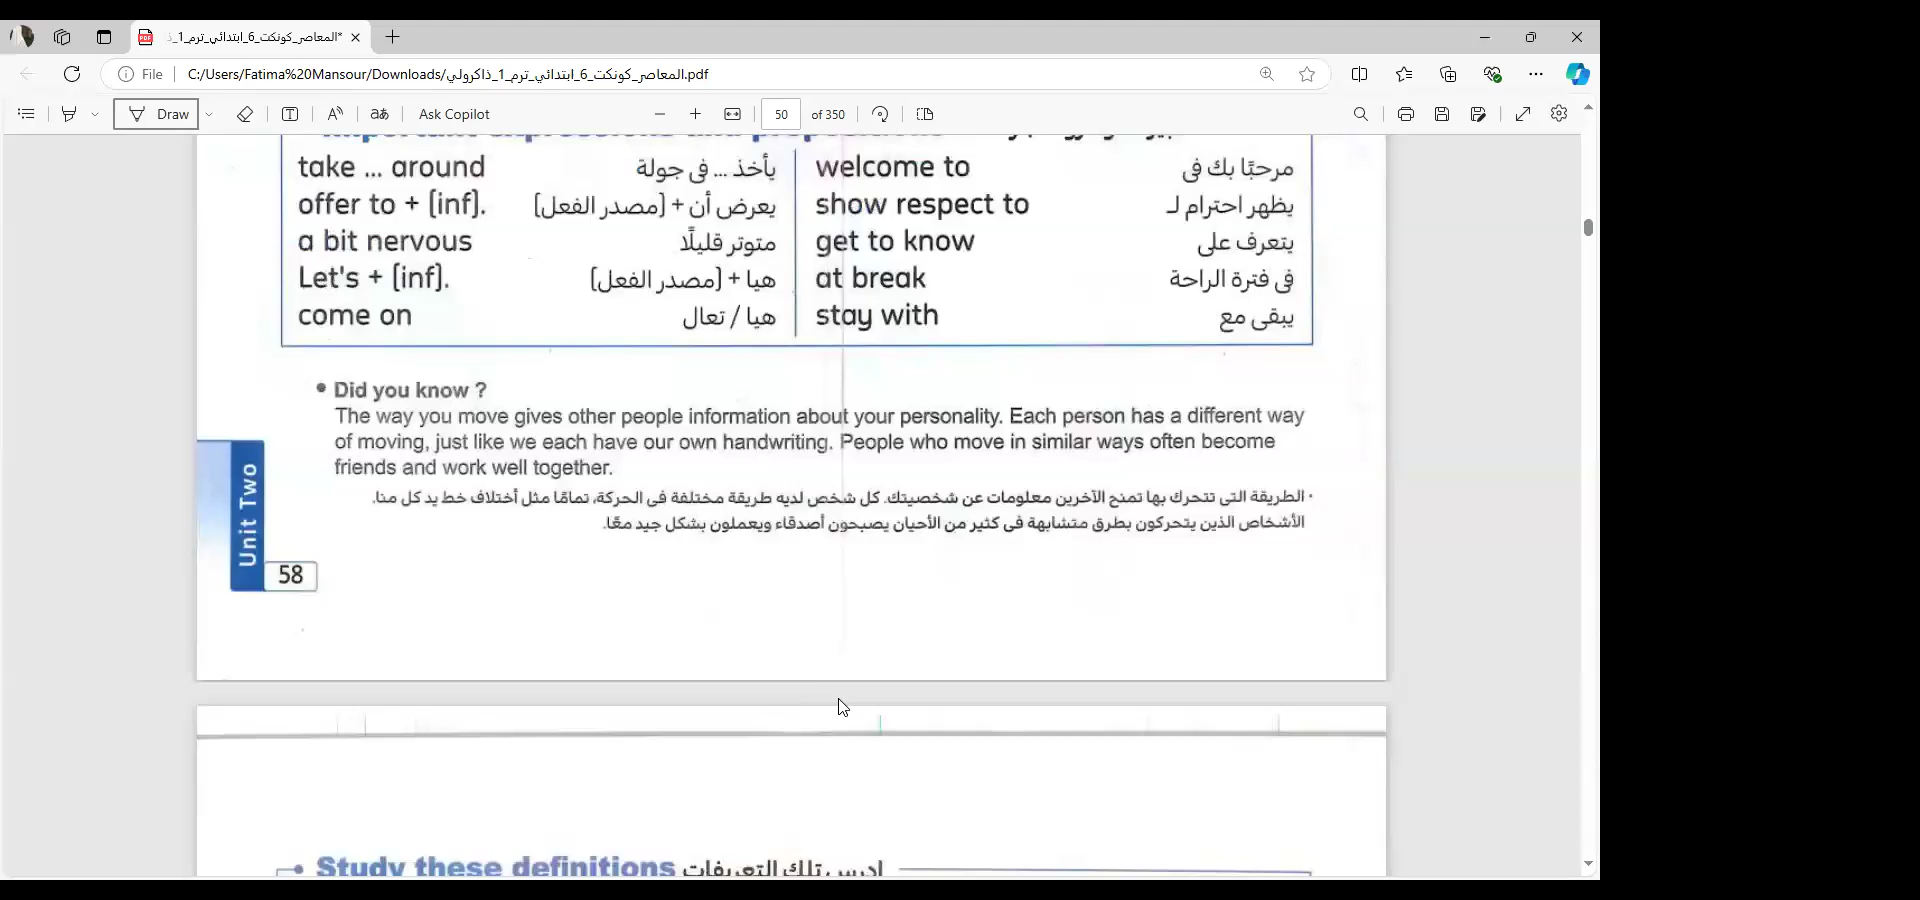 *المعاصر_كونكت_6_ابتدائي_ترم_1_ذ
File
C:/Users/Fatima%20Mansour/Downloads/المعاصر_كونكت_6_ابتدائي_ترم_1_ذاكرولي.pdf
Draw
Ask Copilot
50 of 350
take ... around يأخذ ... فى جولة welcome to مرحبًا بك فى
offer to + (inf). يعرض أن + (مصدر الفعل) show respect to يظهر احترام لـ
a bit nervous متوتر قليلًا get to know يتعرف على
Let's + (inf). هيا + (مصدر الفعل) at break فى فترة الراحة
come on هيا / تعال stay with يبقى مع
• Did you know ?
The way you move gives other people information about your personality. Each person has a different way
of moving, just like we each have our own handwriting. People who move in similar ways often become
friends and work well together.
· الطريقة التى تتحرك بها تمنح الآخرين معلومات عن شخصيتك. كل شخص لديه طريقة مختلفة فى الحركة، تمامًا مثل أختلاف خط يد كل منا.
الأشخاص الذين يتحركون بطرق متشابهة فى كثير من الأحيان يصبحون أصدقاء ويعملون بشكل جيد معًا.
Unit Two
58
Study these definitions ادرس تلك التعريفات